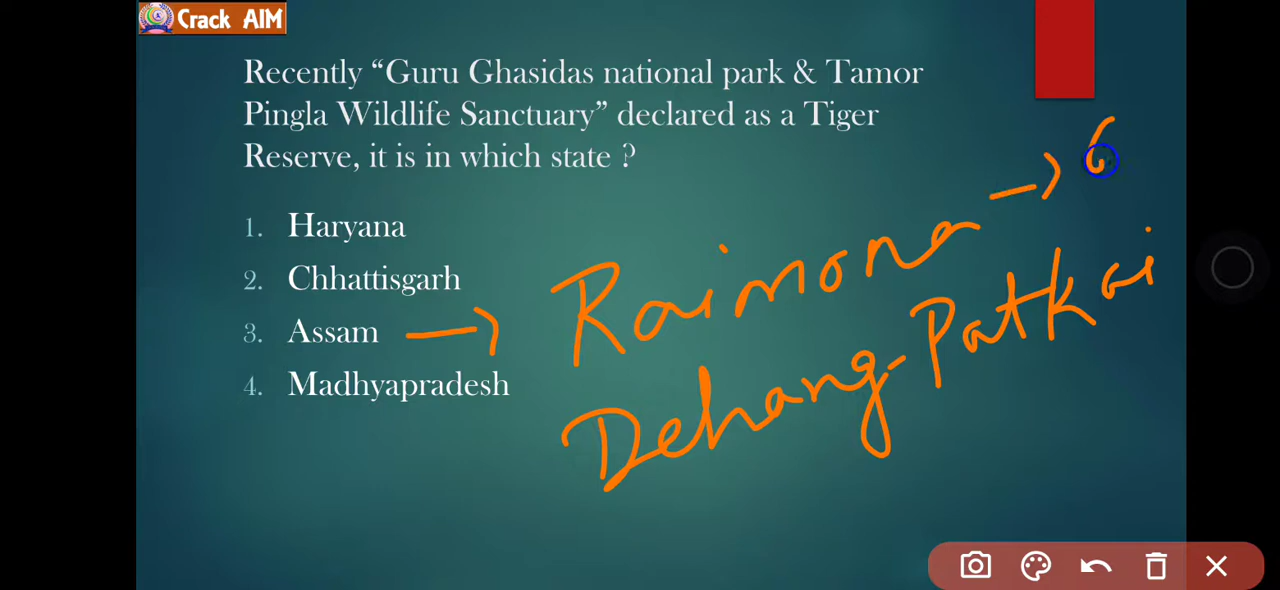 Crack AIM
Recently “Guru Ghasidas national park & Tamor
Pingla Wildlife Sanctuary” declared as a Tiger
Reserve, it is in which state ?
1. Haryana
2. Chhattisgarh
3. Assam → Raimona → 6
4. Madhyapradesh
Dehang-Patkai